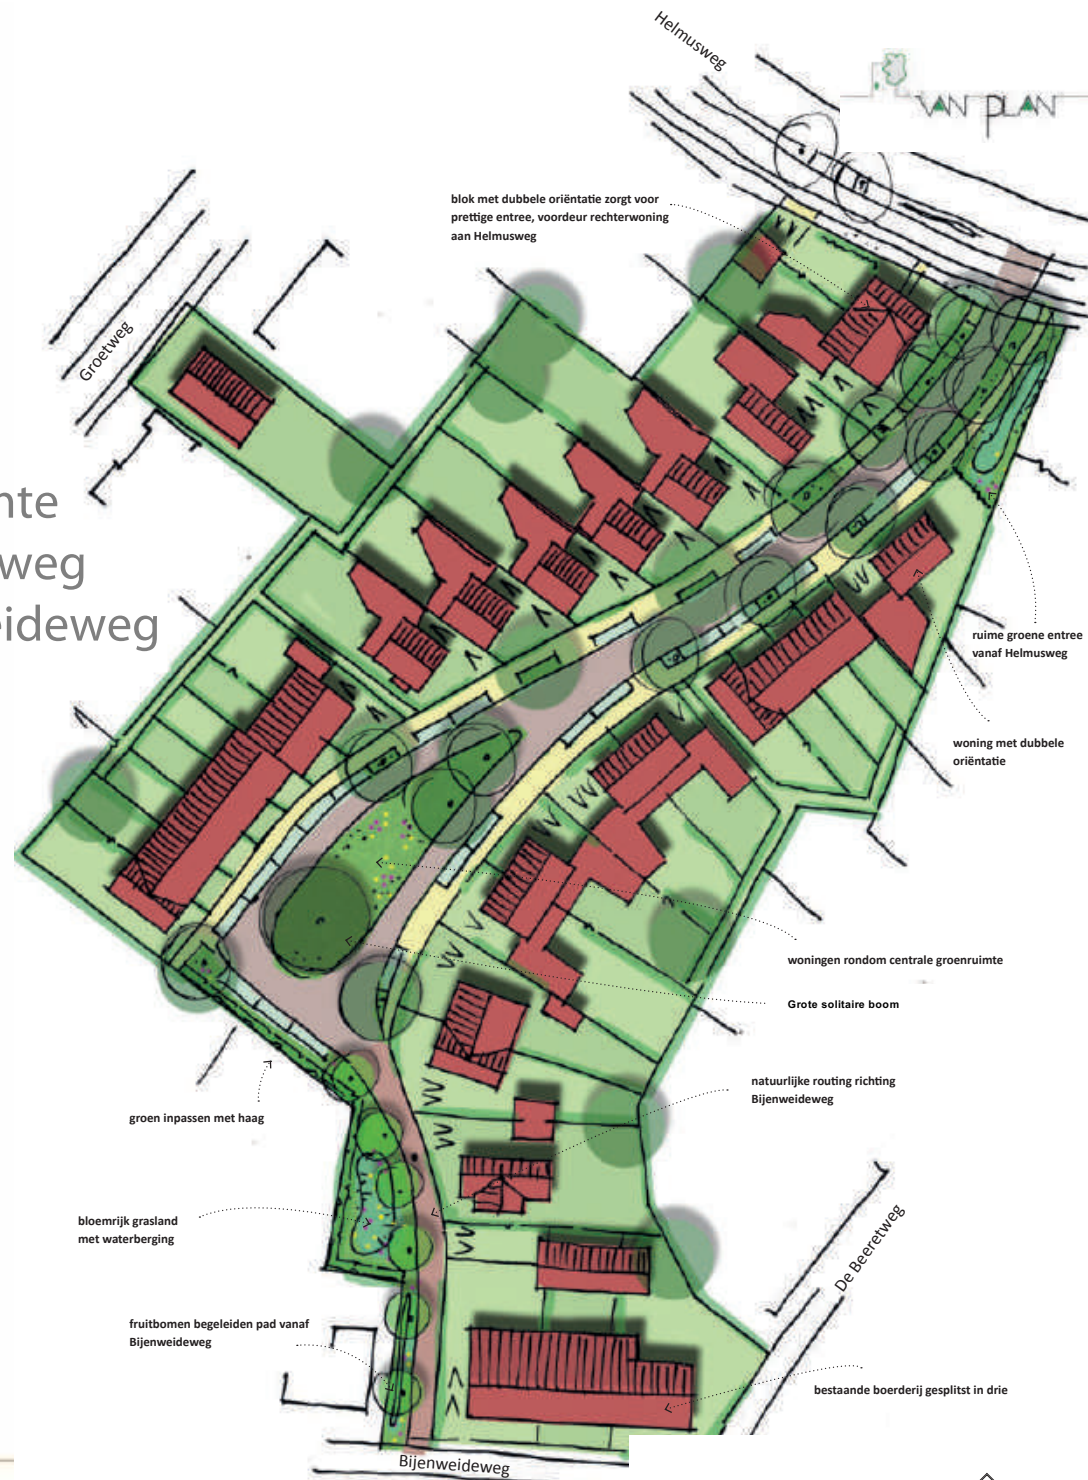 Helmusweg
VAN PLAN
blok met dubbele oriëntatie zorgt voor
prettige entree, voordeur rechterwoning
aan Helmusweg
Groetweg
nte
weg
eideweg
ruime groene entree
vanaf Helmusweg
woning met dubbele
oriëntatie
woningen rondom centrale groenruimte
Grote solitaire boom
natuurlijke routing richting
Bijenweideweg
groen inpassen met haag
bloemrijk grasland
met waterberging
De Beeretweg
fruitbomen begeleiden pad vanaf
Bijenweideweg
bestaande boerderij gesplitst in drie
Bijenweideweg